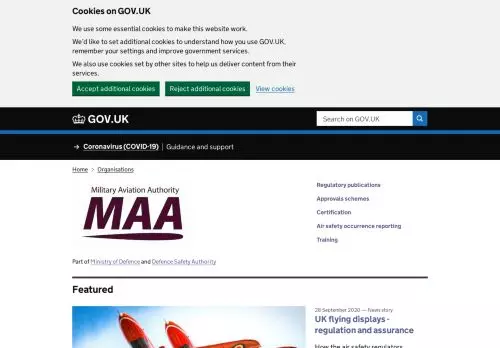 Cookies on GOV.UK
We use some essential cookies to make this website work.
We'd like to set additional cookies to understand how you use GOV.UK,
remember your settings and improve government services.
We also use cookies set by other sites to help us deliver content from their
services.
Accept additional cookies Reject additional cookies View cookies
GOV.UK Search on GOV.UK
→ Coronavirus (COVID-19) Guidance and support
Home > Organisations
Military Aviation Authority
MAA
Regulatory publications
Approvals schemes
Certification
Air safety occurrence reporting
Training
Part of Ministry of Defence and Defence Safety Authority
Featured
28 September 2020 — News story
UK flying displays -
regulation and assurance
How the air safety regulators